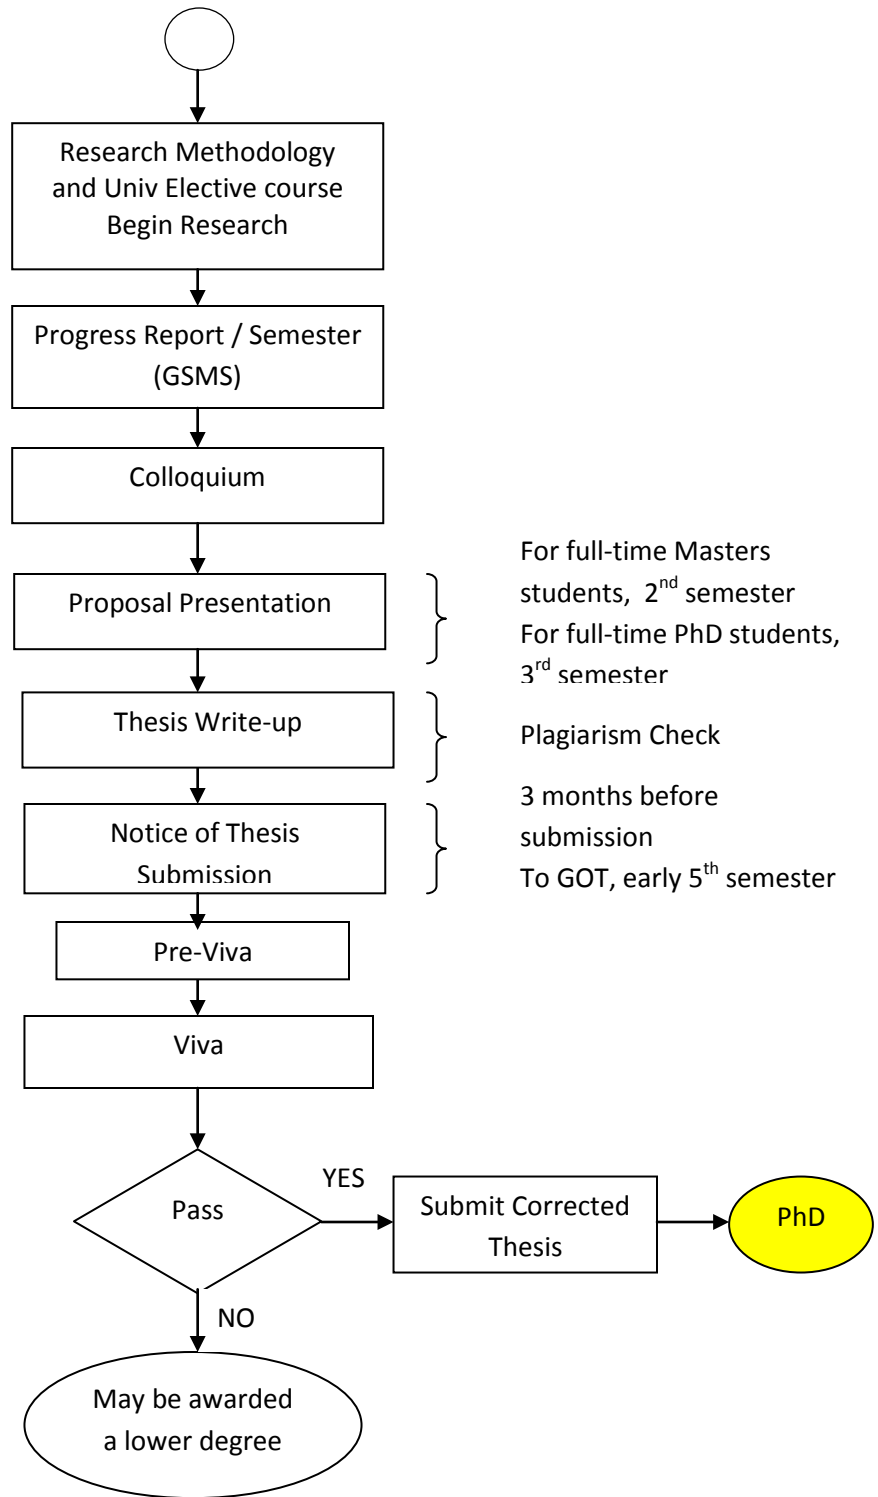 Research Methodology
and Univ Elective course
Begin Research
Progress Report / Semester
(GSMS)
Colloquium
Proposal Presentation
For full-time Masters
students, 2nd semester
For full-time PhD students,
3rd semester
Thesis Write-up
Plagiarism Check
Notice of Thesis
Submission
3 months before
submission
To GOT, early 5th semester
Pre-Viva
Viva
Pass
YES
Submit Corrected
Thesis
PhD
NO
May be awarded
a lower degree